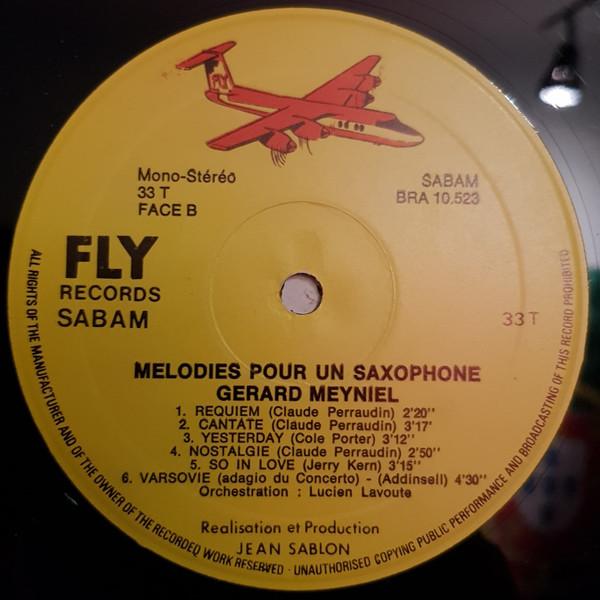 FLY
Mono-Stéréo
33 T
FACE B
SABAM
BRA 10.523
FLY
RECORDS
SABAM
33 T
MELODIES POUR UN SAXOPHONE
GERARD MEYNIEL
1. REQUIEM (Claude Perraudin) 2'20''
2. CANTATE (Claude Perraudin) 3'17'
3. YESTERDAY (Cole Porter) 3'12''
4. NOSTALGIE (Claude Perraudin) 2'50''
5. SO IN LOVE (Jerry Kern) 3'15''
6. VARSOVIE (adagio du Concerto) - (Addinsell) 4'30''
Orchestration : Lucien Lavoute
Realisation et Production
JEAN SABLON
ALL RIGHTS OF THE MANUFACTURER AND OF THE OWNER OF THE RECORDED WORK RESERVED · UNAUTHORISED COPYING PUBLIC PERFORMANCE AND BROADCASTING OF THIS RECORD PROHIBITED